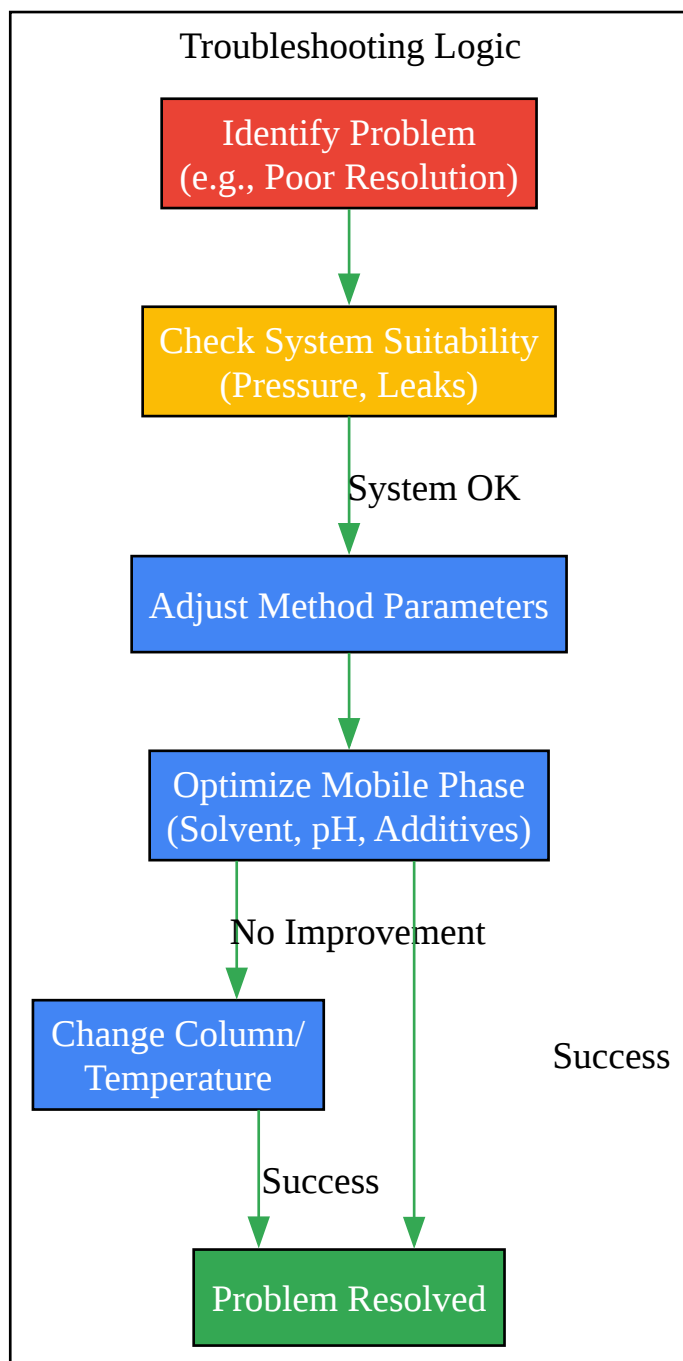 Troubleshooting Logic
Identify Problem
(e.g., Poor Resolution)
Check System Suitability
(Pressure, Leaks)
System OK
Adjust Method Parameters
Optimize Mobile Phase
(Solvent, pH, Additives)
No Improvement
Change Column/
Temperature
Success
Success
Problem Resolved